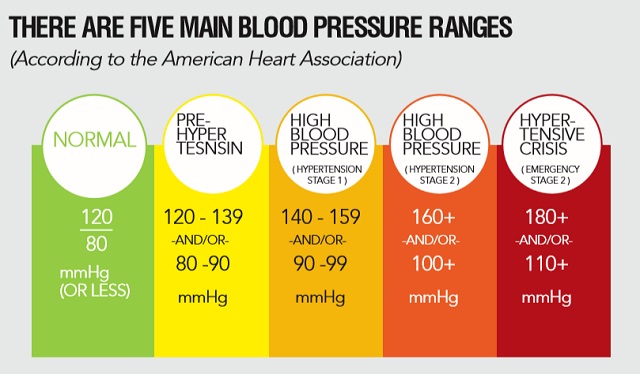 THERE ARE FIVE MAIN BLOOD PRESSURE RANGES
(According to the American Heart Association)
NORMAL
120
80
mmHg
(OR LESS)
PRE-
HYPER
TESNSIN
120 - 139
-AND/OR-
80 -90
mmHg
HIGH
BLOOD
PRESSURE
( HYPERTENSION
STAGE 1 )
140 - 159
-AND/OR-
90 -99
mmHg
HIGH
BLOOD
PRESSURE
(HYPERTENSION
STAGE 2 )
160+
-AND/OR-
100+
mmHg
HYPER-
TENSIVE
CRISIS
(EMERGENCY
STAGE 2 )
180+
-AND/OR-
110+
mmHg